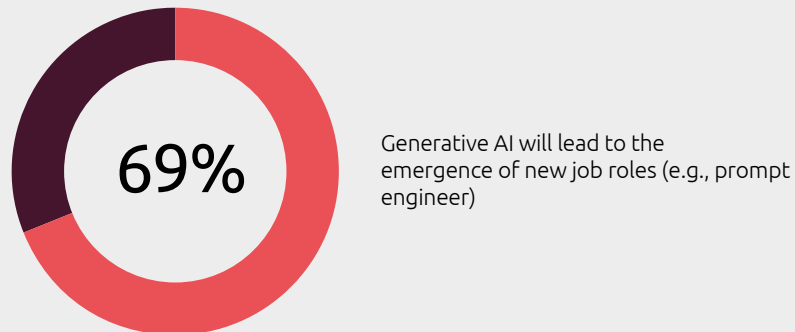 69%
Generative AI will lead to the
emergence of new job roles (e.g., prompt
engineer)